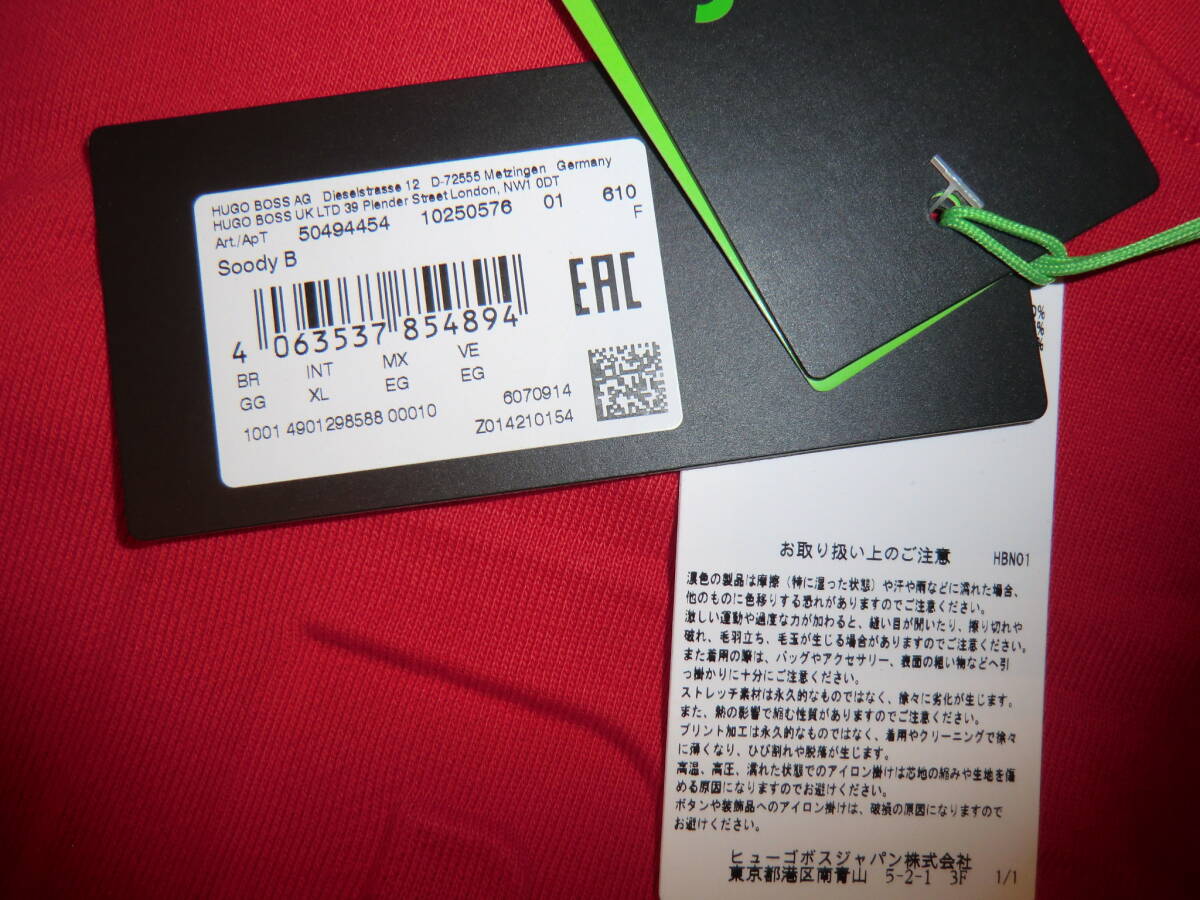 HUGO BOSS AG Dieselstrasse 12 D-72555 Metzingen Germany
HUGO BOSS UK LTD 39 Plender Street London, NW1 0DT
Art./ApT 50494454 10250576 01 610
F
Soody B
EAC
4 063537 854894
BR INT MX VE
GG XL EG EG
6070914
1001 4901298588 00010 Z014210154
お取り扱い上のご注意 HBN01
濃色の製品は摩擦（特に湿った状態）や汗や雨などに濡れた場合、
他のものに色移りする恐れがありますのでご注意ください。
激しい運動や過度な力が加わると、縫い目が開いたり、擦り切れや
破れ、毛羽立ち、毛玉が生じる場合がありますのでご注意ください。
また着用の際は、バッグやアクセサリー、表面の粗い物などへ引
っ掛かりに十分にご注意ください。
ストレッチ素材は永久的なものではなく、徐々に劣化が生じます。
また、熱の影響で縮む性質がありますのでご注意ください。
プリント加工は永久的なものではなく、着用やクリーニングで徐々
に薄くなり、ひび割れや脱落が生じます。
高温、高圧、濡れた状態でのアイロン掛けは芯地の縮みや生地を傷
める原因になりますのでお避けください。
ボタンや装飾品へのアイロン掛けは、破損の原因になりますので
お避けください。
ヒューゴボスジャパン株式会社
東京都港区南青山 5-2-1 3F 1/1